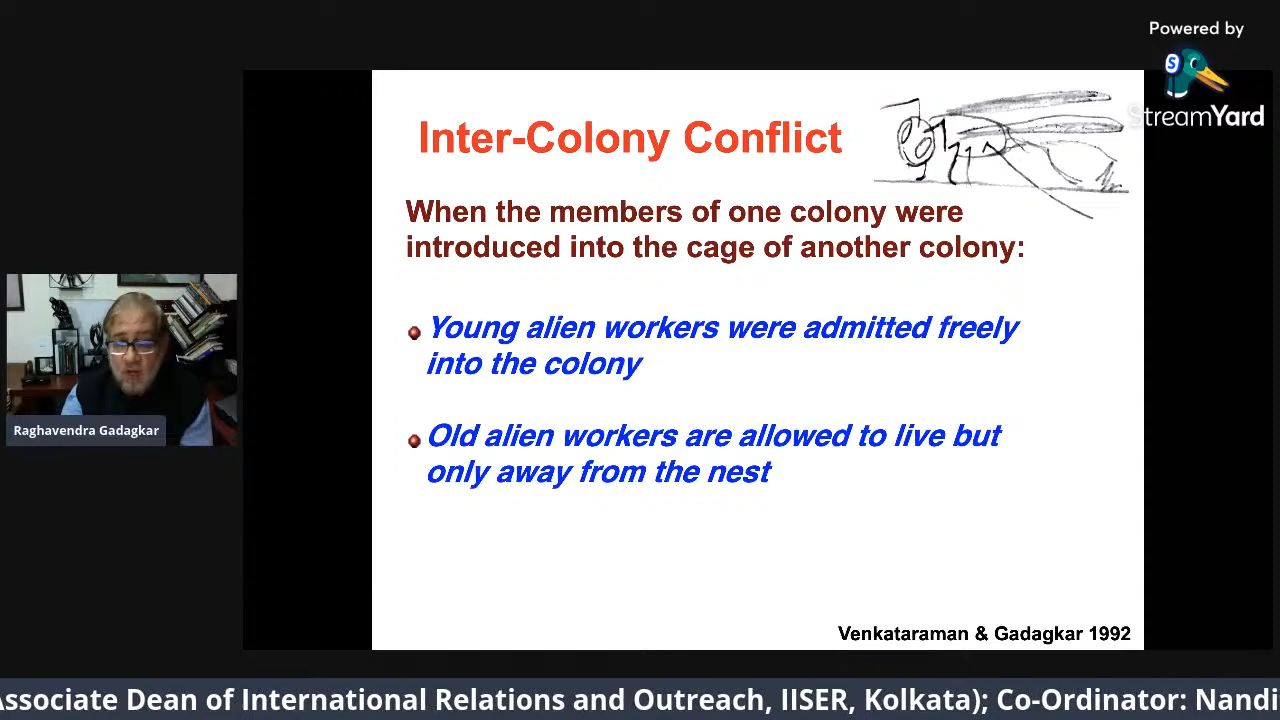 Powered by
StreamYard
Inter-Colony Conflict
When the members of one colony were
introduced into the cage of another colony:
Young alien workers were admitted freely
into the colony
Old alien workers are allowed to live but
only away from the nest
Raghavendra Gadagkar
Venkataraman & Gadagkar 1992
Associate Dean of International Relations and Outreach, IISER, Kolkata); Co-Ordinator: Nandi